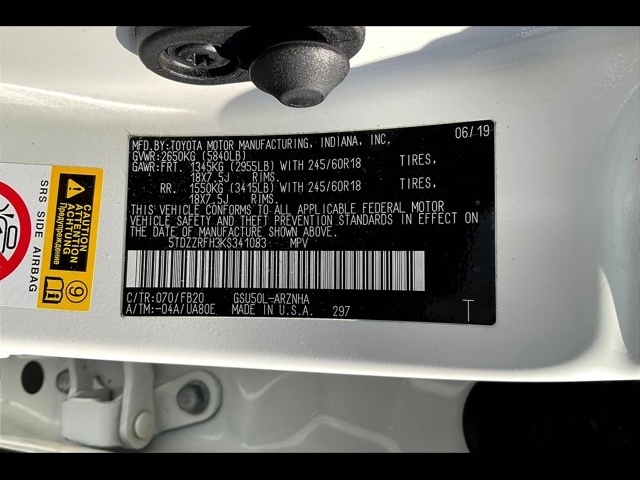 MFD.BY:TOYOTA MOTOR MANUFACTURING, INDIANA, INC. 06/19
GVWR:2650KG (5840LB)
GAWR:FRT. 1345KG (2955LB) WITH 245/60R18 TIRES,
18X7.5J RIMS.
RR. 1550KG (3415LB) WITH 245/60R18 TIRES,
18X7.5J RIMS.
THIS VEHICLE CONFORMS TO ALL APPLICABLE FEDERAL MOTOR
VEHICLE SAFETY AND THEFT PREVENTION STANDARDS IN EFFECT
ON THE DATE OF MANUFACTURE SHOWN ABOVE.
5TDZZRFH3KS341083 MPV
C/TR:070/FB20 GSU50L-ARZNHA
A/TM:-04A/UA80E MADE IN U.S.A. 297 T
SRS SIDE AIRBAG
CAUTION
ATTENTION
ACHTUNG
Предупреждение
9